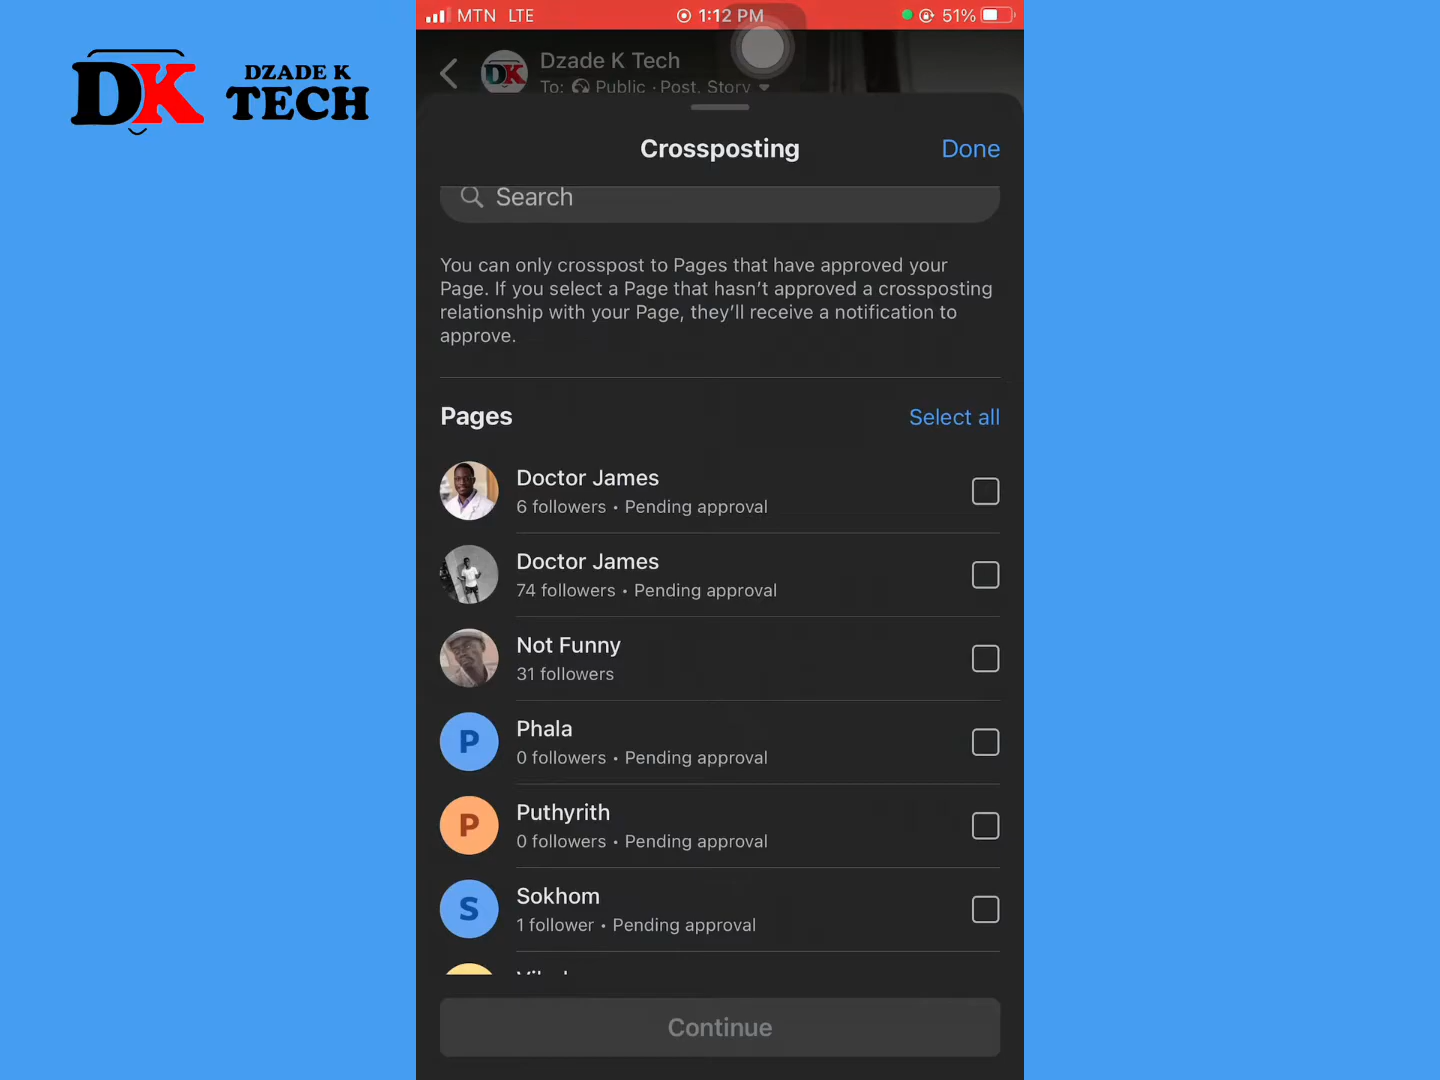 DK
DZADE K
TECH
MTN LTE
1:12 PM
51%
DK
Dzade K Tech
To: Public · Post, Story
Crossposting
Done
Search
You can only crosspost to Pages that have approved your
Page. If you select a Page that hasn’t approved a crossposting
relationship with your Page, they’ll receive a notification to
approve.
Pages
Select all
Doctor James
6 followers • Pending approval
Doctor James
74 followers • Pending approval
Not Funny
31 followers
P
Phala
0 followers • Pending approval
P
Puthyrith
0 followers • Pending approval
S
Sokhom
1 follower • Pending approval
Continue